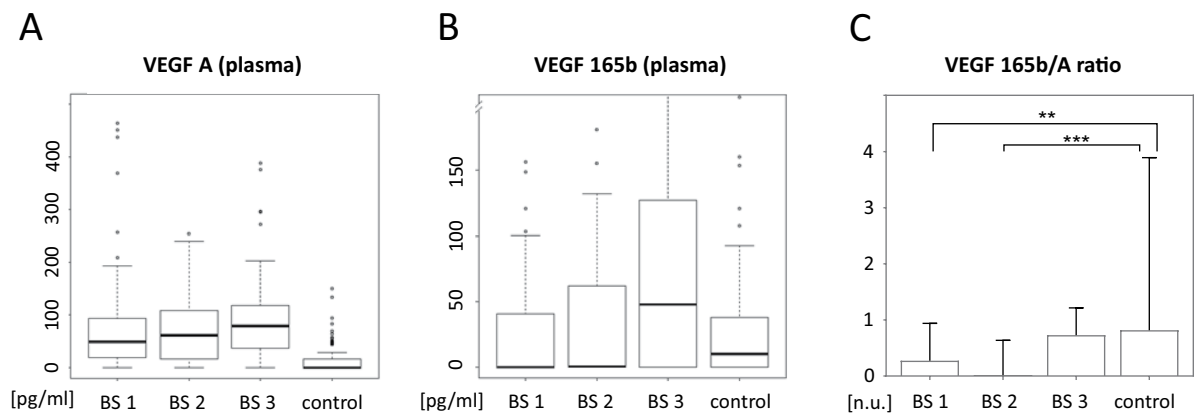 A
VEGF A (plasma)
400
300
200
100
0
[pg/ml]
BS 1 BS 2 BS 3 control
B
VEGF 165b (plasma)
150
100
50
0
[pg/ml]
BS 1 BS 2 BS 3 control
C
VEGF 165b/A ratio
**
***
4
3
2
1
0
[n.u.]
BS 1 BS 2 BS 3 control